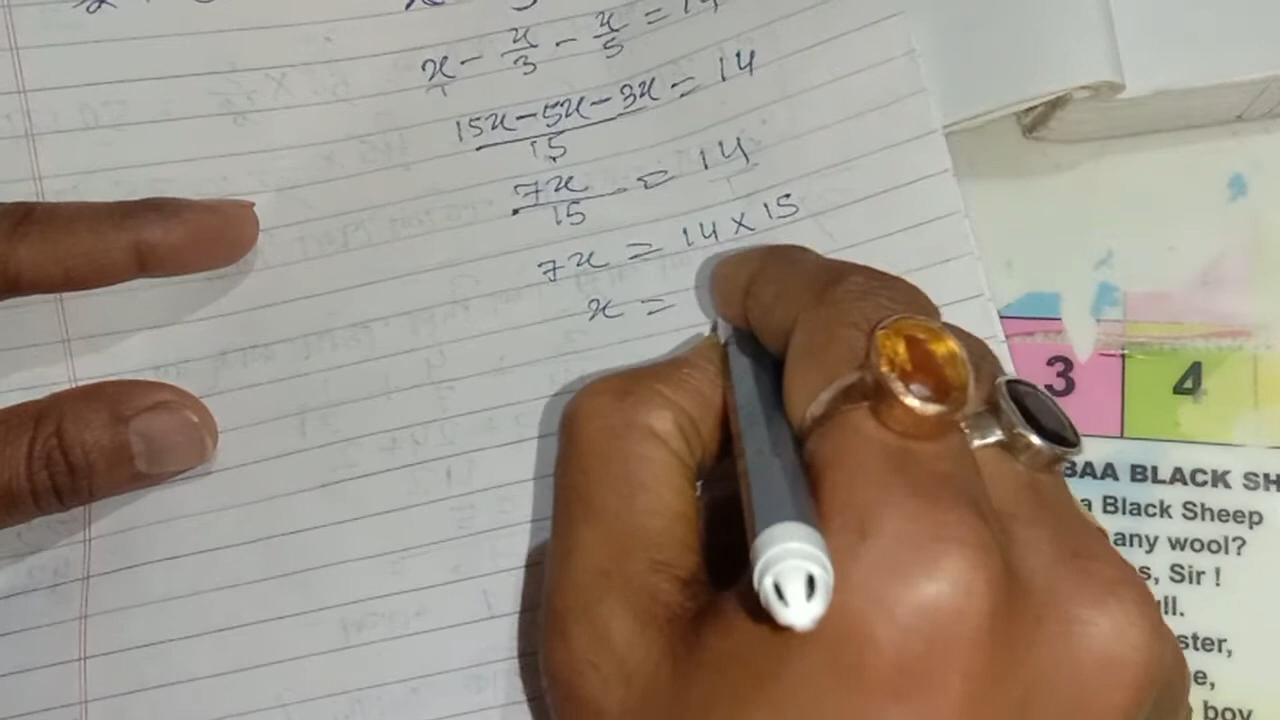 x - x/3 - x/5 = 14
15x - 5x - 3x / 15 = 14
7x / 15 = 14
7x = 14 × 15
x =
3 4
BAA BLACK SH
a Black Sheep
any wool?
s, Sir !
ll.
ster,
e,
boy